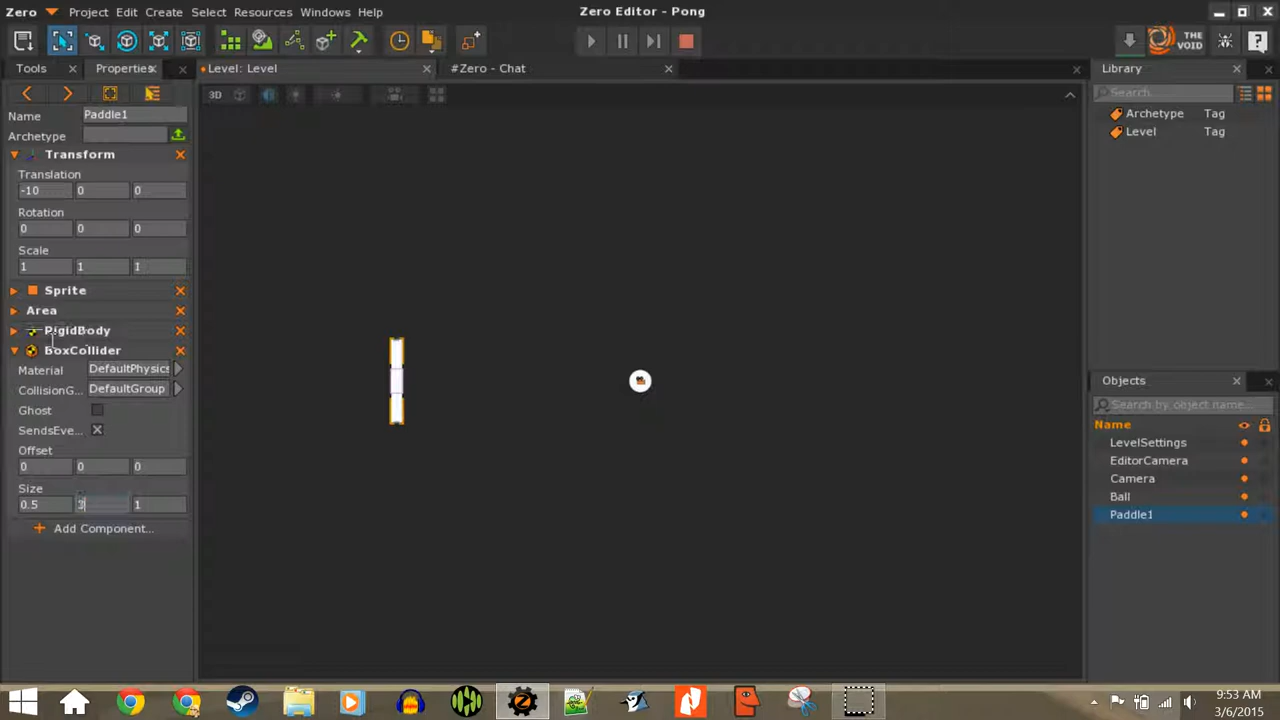 Zero Project Edit Create Select Resources Windows Help Zero Editor - Pong
THE VOID
Tools Properties Level: Level #Zero - Chat Library
3D Search...
Name Paddle1
Archetype
Archetype Tag
Level Tag
Transform
Translation
-10 0 0
Rotation
0 0 0
Scale
1 1 1
Sprite
Area
RigidBody
BoxCollider
Material DefaultPhysics
CollisionG... DefaultGroup
Ghost
SendsEve...
Offset
0 0 0
Size
0.5 3 1
Add Component...
Objects
Search by object name...
Name
LevelSettings
EditorCamera
Camera
Ball
Paddle1
9:53 AM
3/6/2015